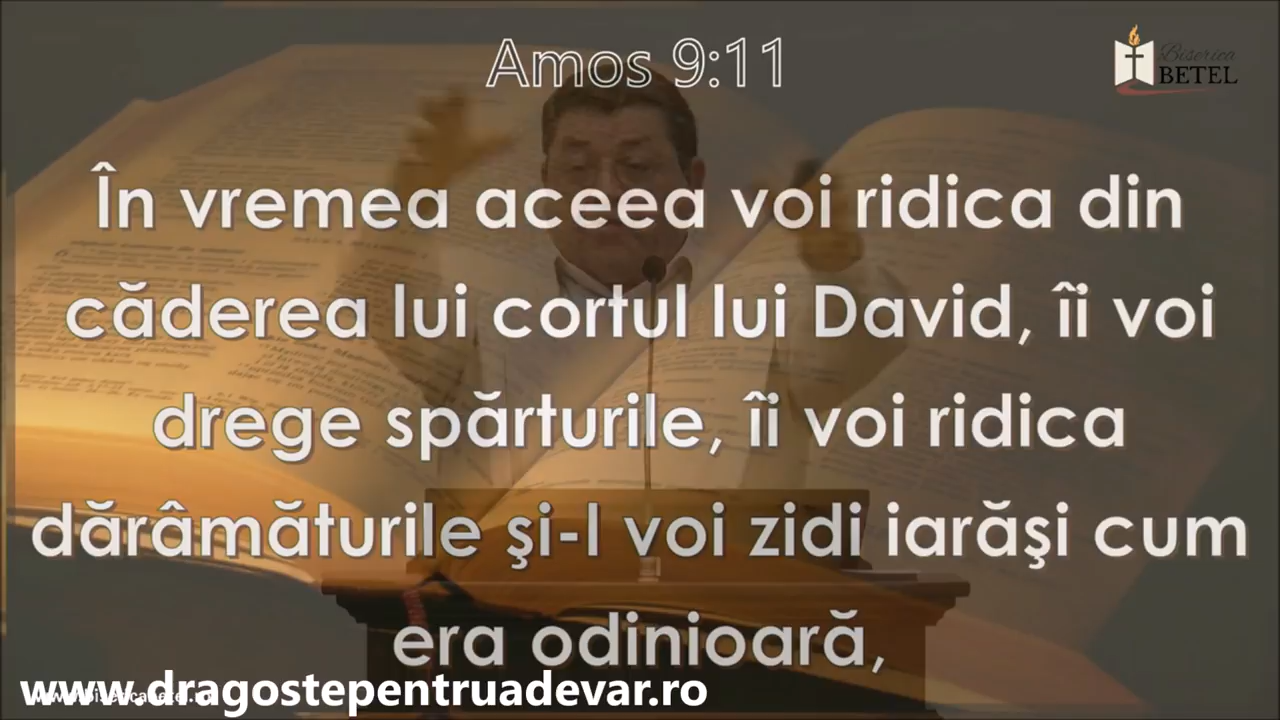 Amos 9:11
Biserica
BETEL
În vremea aceea voi ridica din
căderea lui cortul lui David, îi voi
drege spărturile, îi voi ridica
dărâmăturile şi-l voi zidi iarăşi cum
era odinioară,
www.dragostepentruadevar.ro